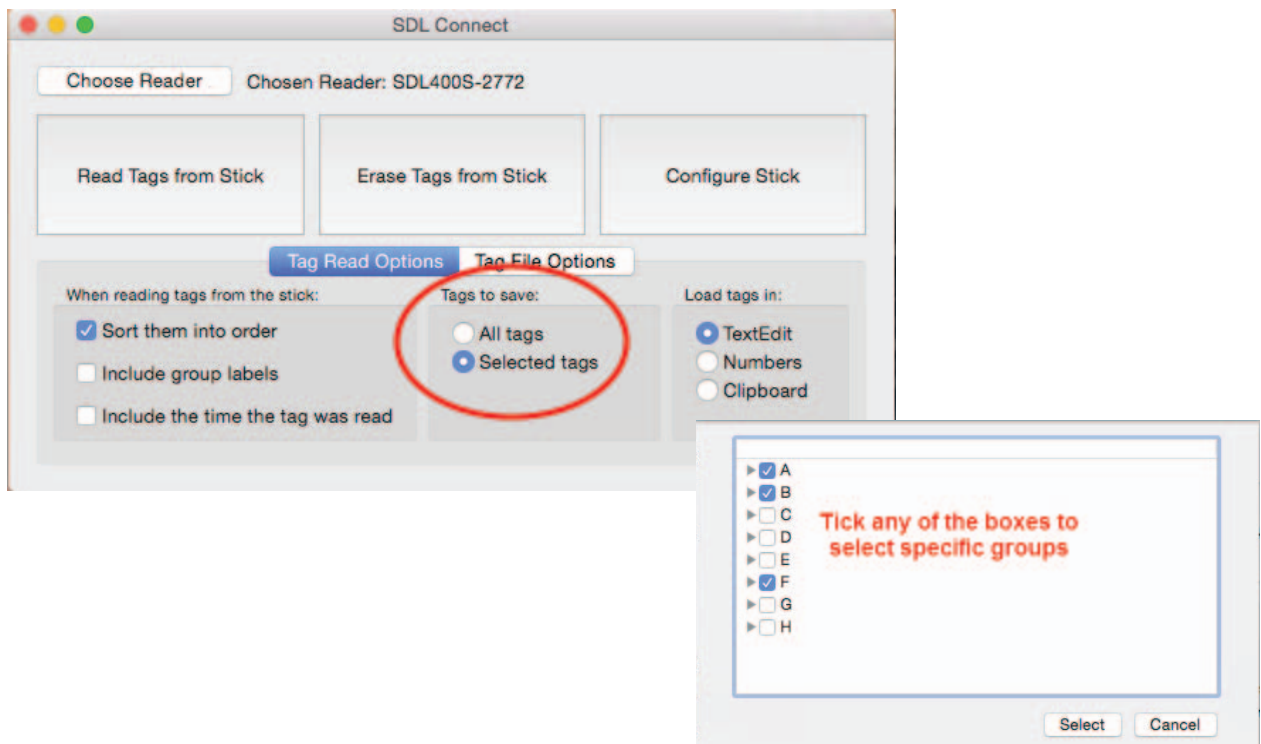 SDL Connect
Choose Reader Chosen Reader: SDL400S-2772
Read Tags from Stick Erase Tags from Stick Configure Stick
Tag Read Options Tag File Options
When reading tags from the stick: Tags to save: Load tags in:
Sort them into order All tags TextEdit
Include group labels Selected tags Numbers
Include the time the tag was read Clipboard
A
B
C
D
E
F
G
H
Tick any of the boxes to
select specific groups
Select Cancel